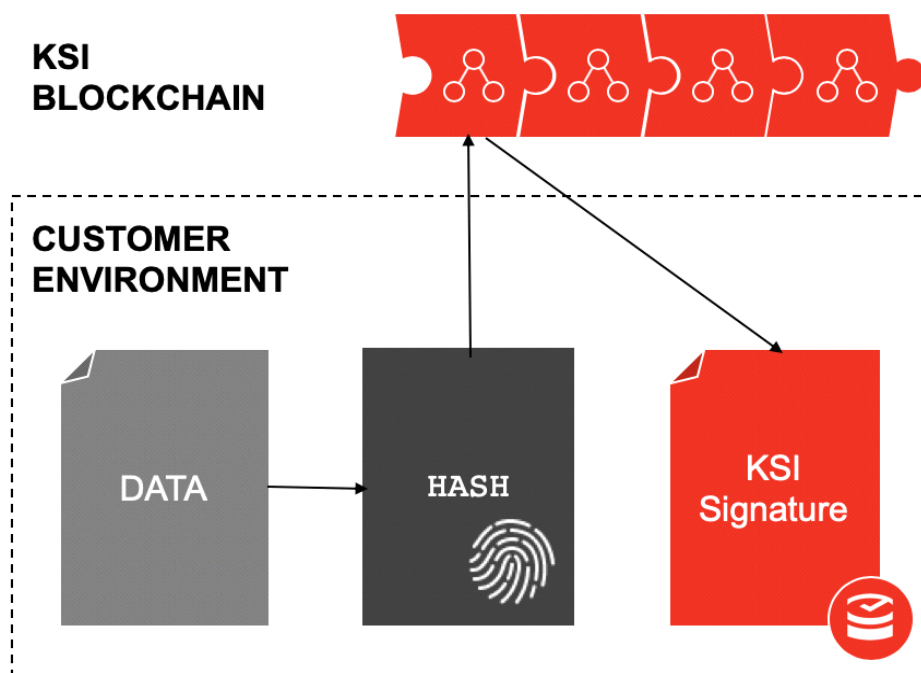 KSI
BLOCKCHAIN
CUSTOMER
ENVIRONMENT
DATA
HASH
KSI
Signature